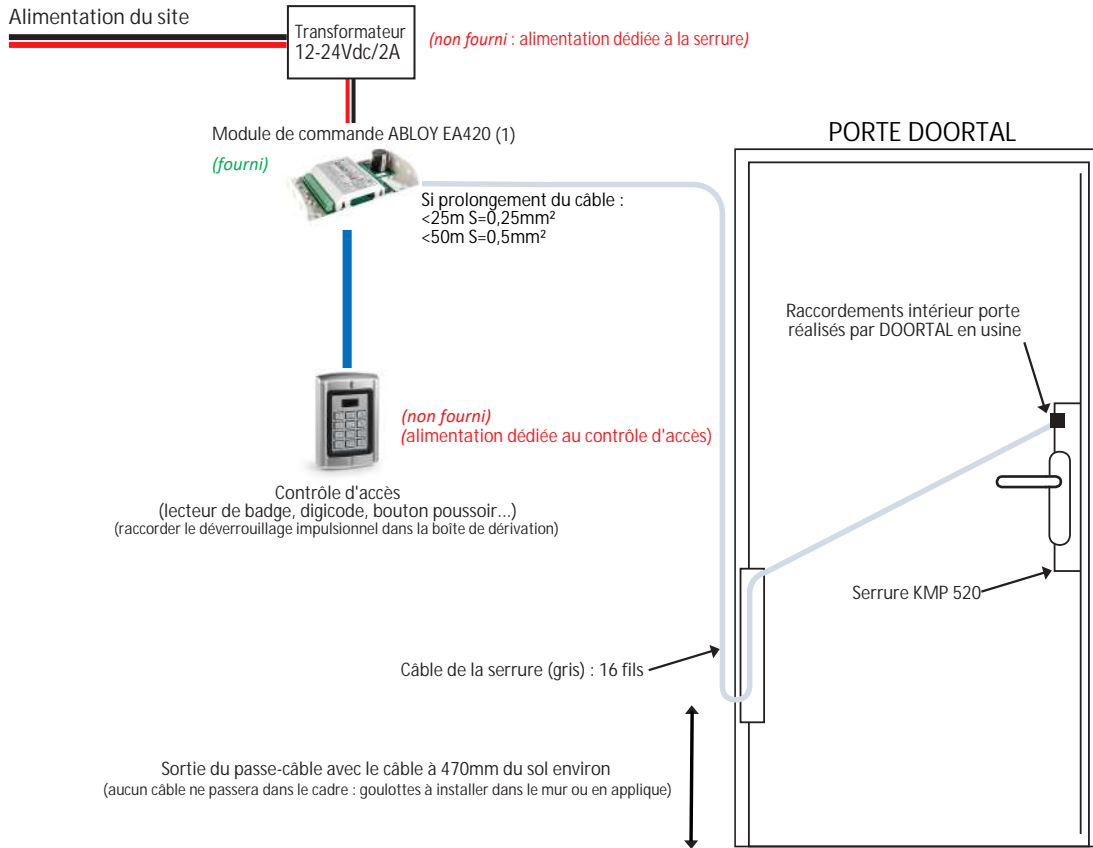 Alimentation du site
Transformateur
12-24Vdc/2A
(non fourni : alimentation dédiée à la serrure)
Module de commande ABLOY EA420 (1)
(fourni)
PORTE DOORTAL
Si prolongement du câble :
<25m S=0,25mm²
<50m S=0,5mm²
Raccordements intérieur porte
réalisés par DOORTAL en usine
(non fourni)
(alimentation dédiée au contrôle d'accès)
Contrôle d'accès
(lecteur de badge, digicode, bouton poussoir...)
(raccorder le déverrouillage impulsionnel dans la boîte de dérivation)
Serrure KMP 520
Câble de la serrure (gris) : 16 fils
Sortie du passe-câble avec le câble à 470mm du sol environ
(aucun câble ne passera dans le cadre : goulottes à installer dans le mur ou en applique)